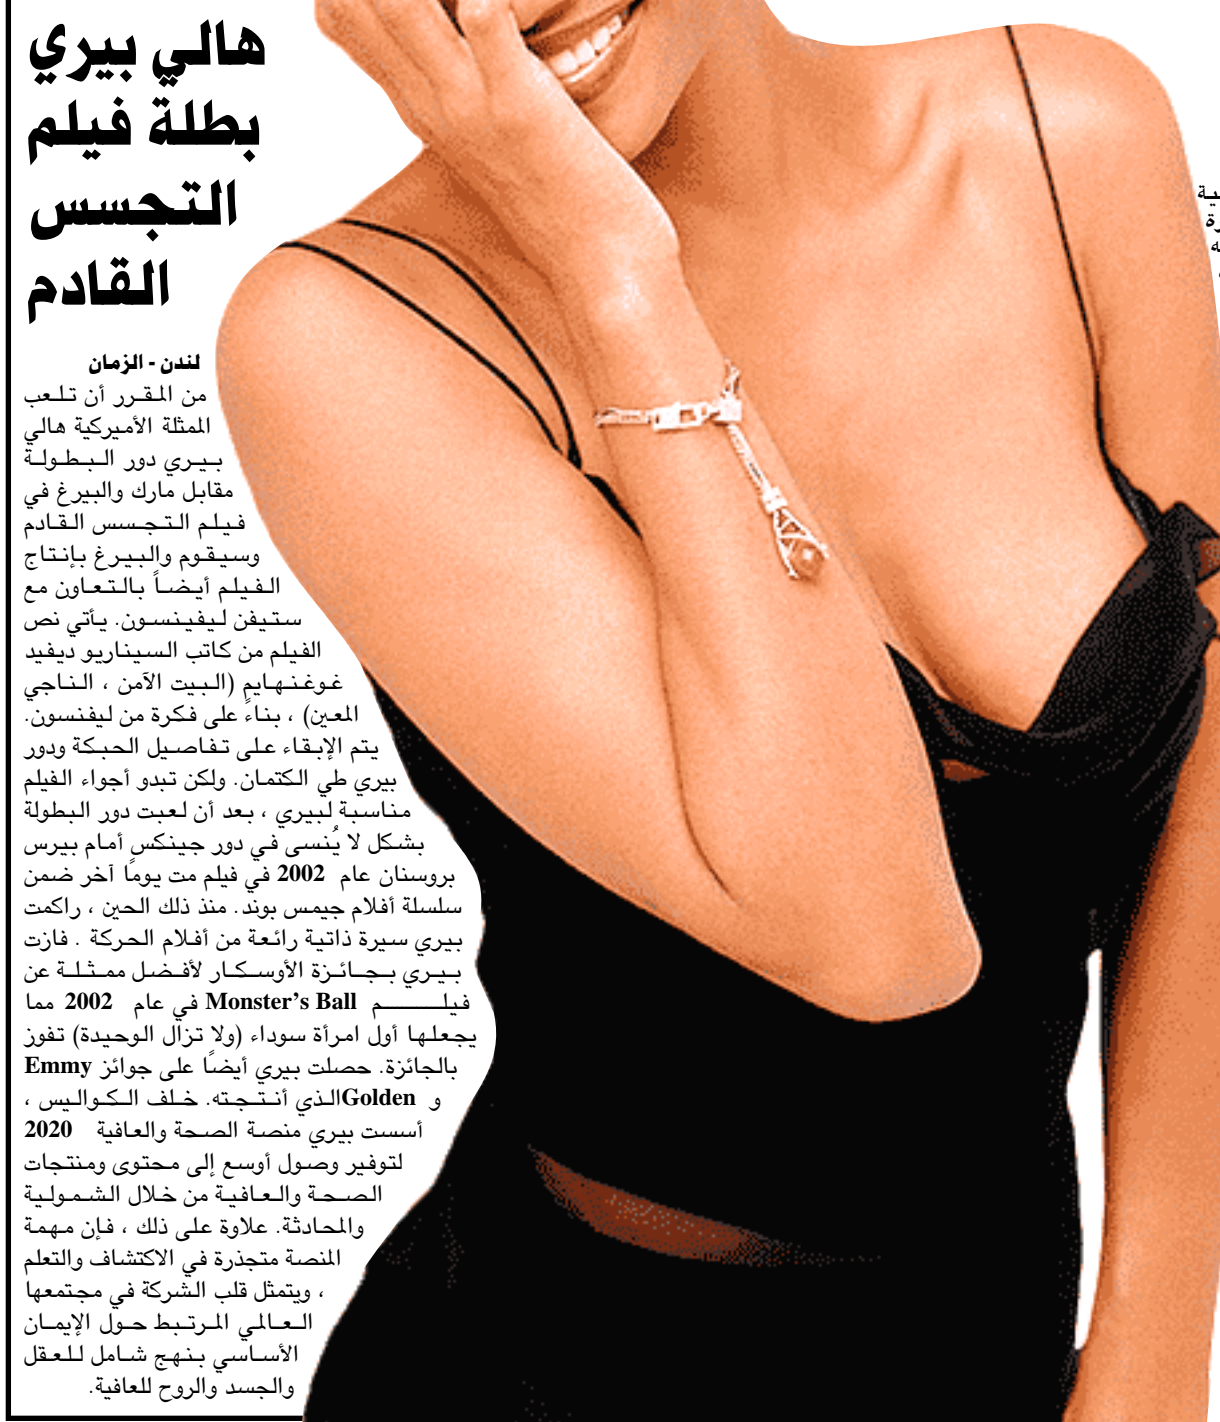 هالي بيري
بطلة فيلم
التجسس
القادم
لندن - الزمان
من المقرر أن تلعب
الممثلة الأميركية هالي
بيري دور البطولة
مقابل مارك والبيرغ في
فيلم التجسس القادم
وسيقوم والبيرغ بإنتاج
الفيلم أيضاً بالتعاون مع
ستيفن ليفينسون. يأتي نص
الفيلم من كاتب السيناريو ديفيد
غوغنهايم (البيت الآمن ، الناجي
المعين) ، بناءً على فكرة من ليفنسون.
يتم الإبقاء على تفاصيل الحبكة ودور
بيري طي الكتمان. ولكن تبدو أجواء الفيلم
مناسبة لبيري ، بعد أن لعبت دور البطولة
بشكل لا يُنسى في دور جينكس أمام بيرس
بروسنان عام 2002 في فيلم مت يومًا آخر ضمن
سلسلة أفلام جيمس بوند. منذ ذلك الحين ، راكمت
بيري سيرة ذاتية رائعة من أفلام الحركة . فازت
بيري بجائزة الأوسكار لأفضل ممثلة عن
فيلم Monster’s Ball في عام 2002 مما
يجعلها أول امرأة سوداء (ولا تزال الوحيدة) تفوز
بالجائزة. حصلت بيري أيضًا على جوائز Emmy
و Goldenالذي أنتجته. خلف الكواليس ،
أسست بيري منصة الصحة والعافية 2020
لتوفير وصول أوسع إلى محتوى ومنتجات
الصحة والعافية من خلال الشمولية
والمحادثة. علاوة على ذلك ، فإن مهمة
المنصة متجذرة في الاكتشاف والتعلم
، ويتمثل قلب الشركة في مجتمعها
العالمي المرتبط حول الإيمان
الأساسي بنهج شامل للعقل
والجسد والروح للعافية.